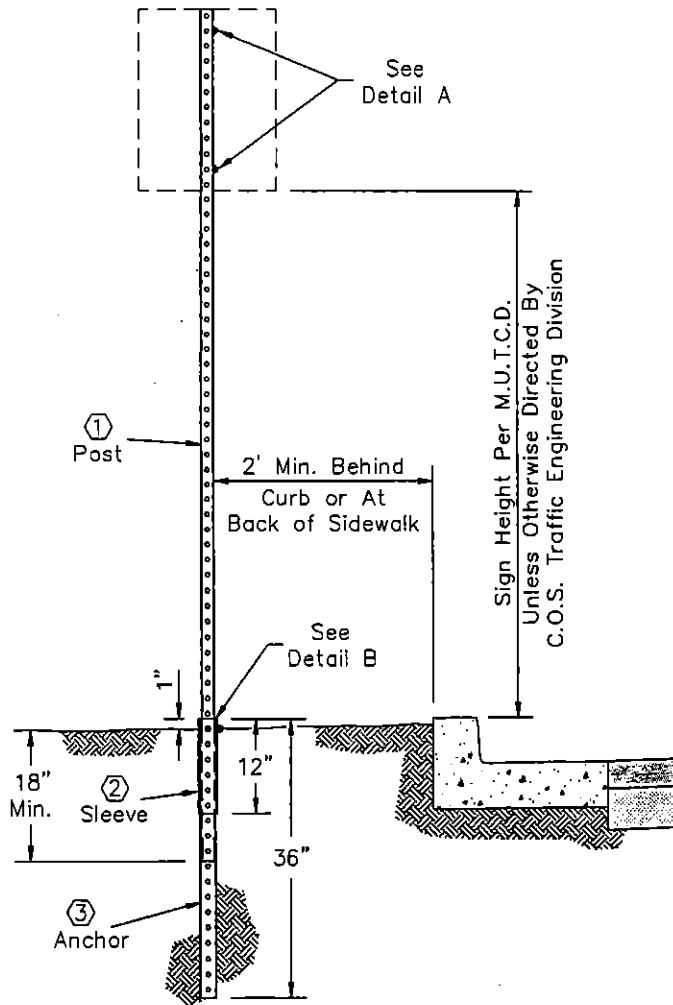 See
Detail A
Sign Height Per M.U.T.C.D.
Unless Otherwise Directed By
C.O.S. Traffic Engineering Division
1
Post
2' Min. Behind
Curb or At
Back of Sidewalk
See
Detail B
1"
18"
Min.
2
Sleeve
12"
36"
3
Anchor